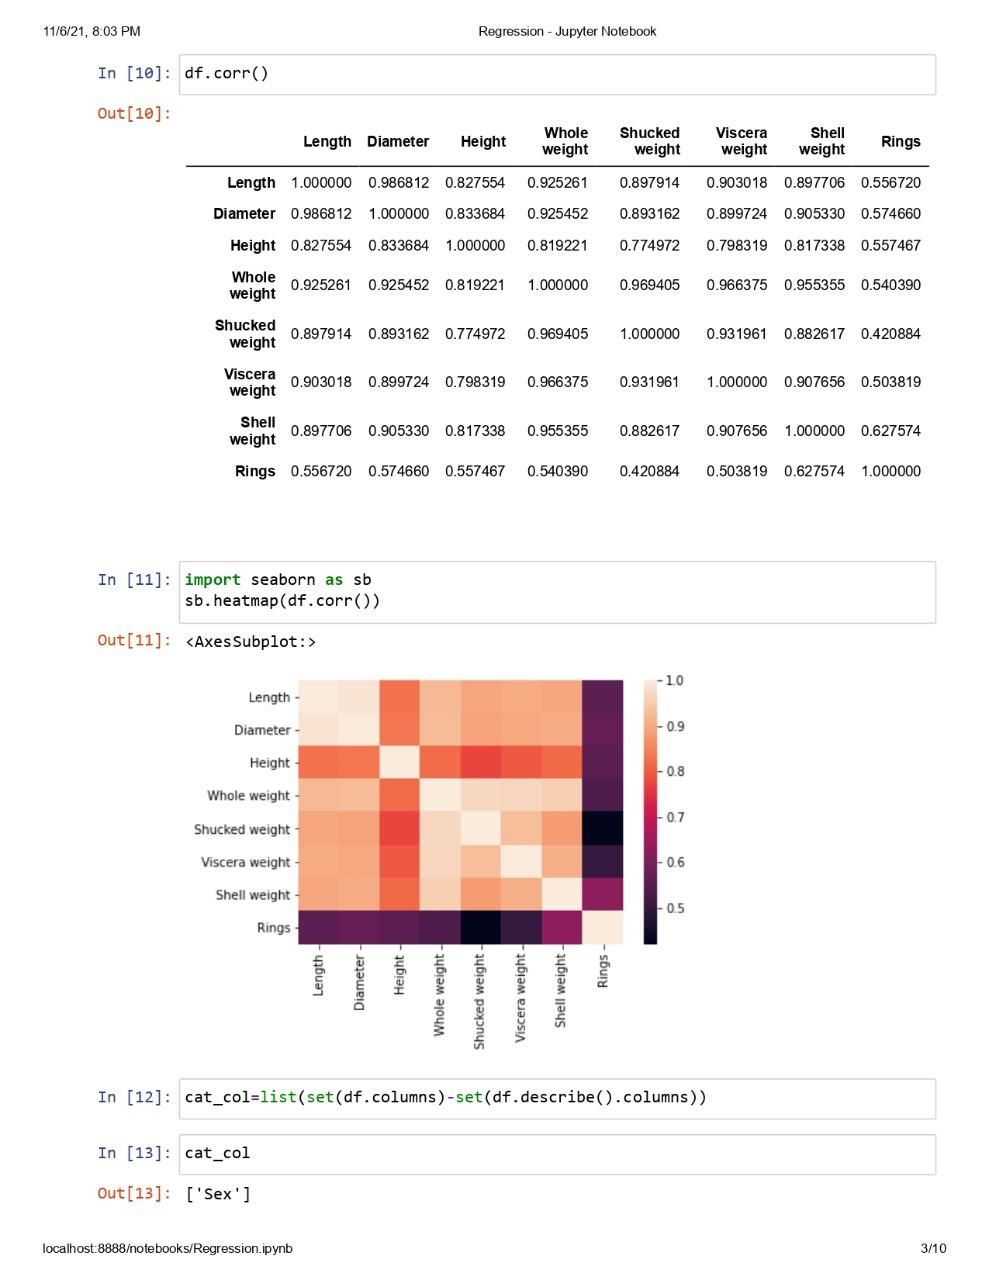 11/6/21, 8:03 PM Regression - Jupyter Notebook
In [10]: df.corr()
Out[10]:
Length Diameter Height Whole weight Shucked weight Viscera weight Shell weight Rings
Length 1.000000 0.986812 0.827554 0.925261 0.897914 0.903018 0.897706 0.556720
Diameter 0.986812 1.000000 0.833684 0.925452 0.893162 0.899724 0.905330 0.574660
Height 0.827554 0.833684 1.000000 0.819221 0.774972 0.798319 0.817338 0.557467
Whole weight 0.925261 0.925452 0.819221 1.000000 0.969405 0.966375 0.955355 0.540390
Shucked weight 0.897914 0.893162 0.774972 0.969405 1.000000 0.931961 0.882617 0.420884
Viscera weight 0.903018 0.899724 0.798319 0.966375 0.931961 1.000000 0.907656 0.503819
Shell weight 0.897706 0.905330 0.817338 0.955355 0.882617 0.907656 1.000000 0.627574
Rings 0.556720 0.574660 0.557467 0.540390 0.420884 0.503819 0.627574 1.000000
In [11]: import seaborn as sb
sb.heatmap(df.corr())
Out[11]: <AxesSubplot:>
Length
Diameter
Height
Whole weight
Shucked weight
Viscera weight
Shell weight
Rings
1.0
0.9
0.8
0.7
0.6
0.5
Length Diameter Height Whole weight Shucked weight Viscera weight Shell weight Rings
In [12]: cat_col=list(set(df.columns)-set(df.describe().columns))
In [13]: cat_col
Out[13]: ['Sex']
localhost:8888/notebooks/Regression.ipynb 3/10